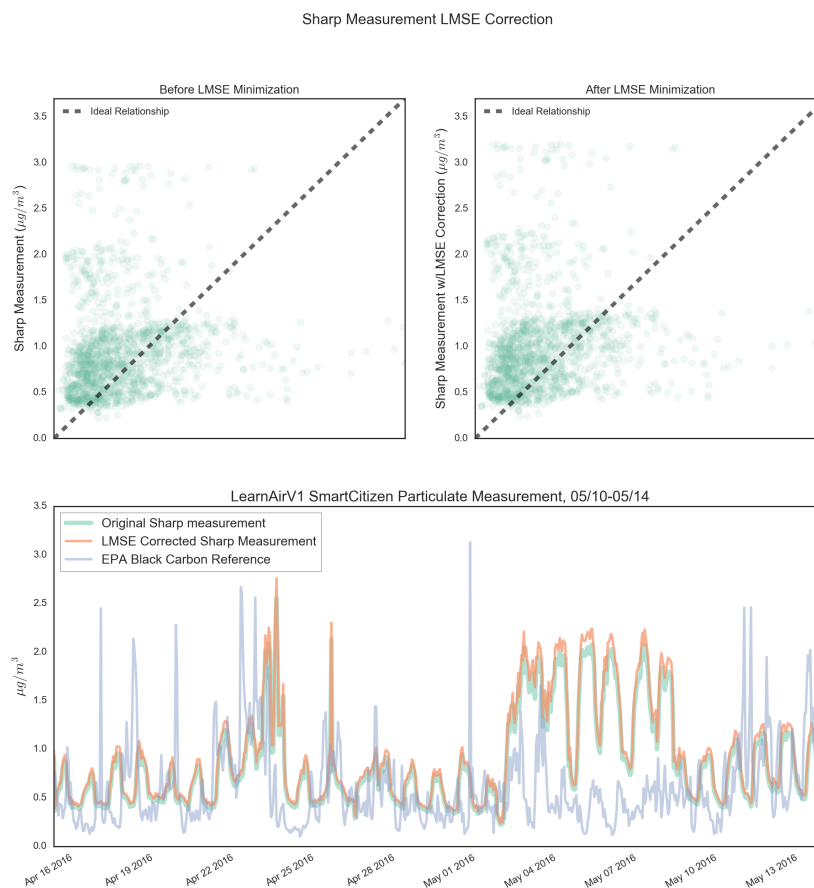 Sharp Measurement LMSE Correction
Before LMSE Minimization
Ideal Relationship
Sharp Measurement (μg/m³)
3.5
3.0
2.5
2.0
1.5
1.0
0.5
0.0
After LMSE Minimization
Ideal Relationship
Sharp Measurement w/LMSE Correction (μg/m³)
3.5
3.0
2.5
2.0
1.5
1.0
0.5
0.0
LearnAirV1 SmartCitizen Particulate Measurement, 05/10-05/14
Original Sharp measurement
LMSE Corrected Sharp Measurement
EPA Black Carbon Reference
μg/m³
3.5
3.0
2.5
2.0
1.5
1.0
0.5
0.0
Apr 16 2016
Apr 19 2016
Apr 22 2016
Apr 25 2016
Apr 28 2016
May 01 2016
May 04 2016
May 07 2016
May 10 2016
May 13 2016